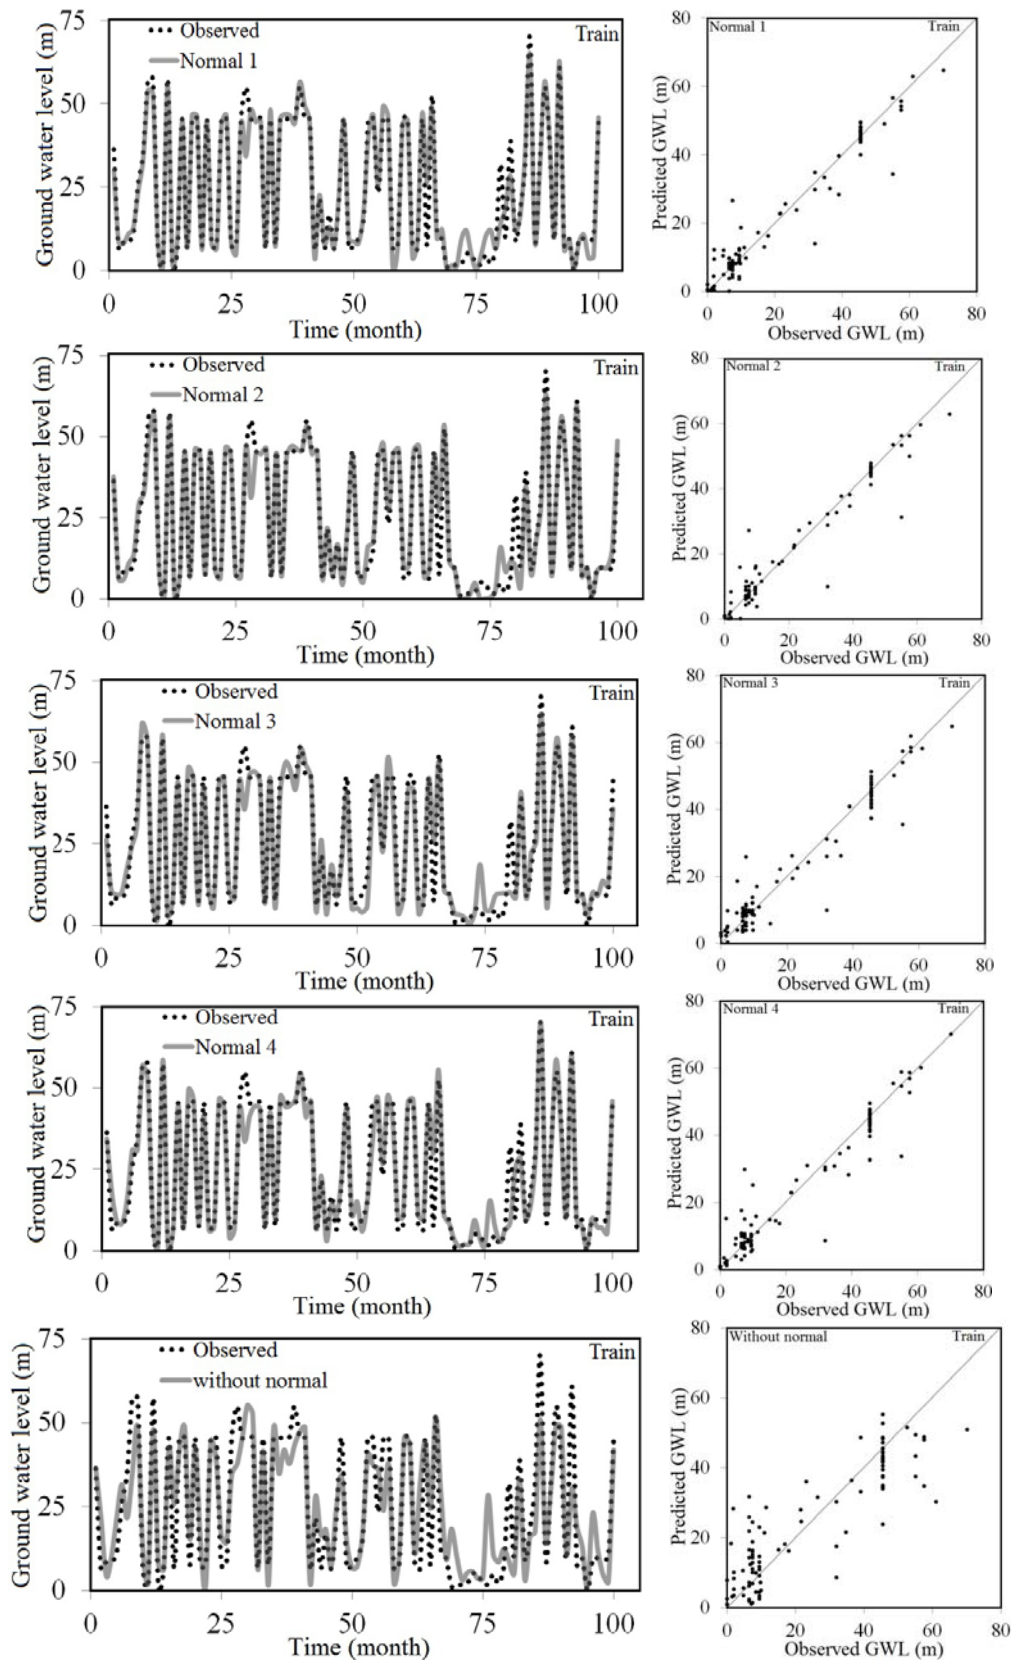 Ground water level (m)
75
50
25
0
Observed
Normal 1
Train
0 25 50 75 100
Time (month)
Predicted GWL (m)
80
60
40
20
0
Normal 1
Train
0 20 40 60 80
Observed GWL (m)
Ground water level (m)
75
50
25
0
Observed
Normal 2
Train
0 25 50 75 100
Time (month)
Predicted GWL (m)
80
60
40
20
0
Normal 2
Train
0 20 40 60 80
Observed GWL (m)
Ground water level (m)
75
50
25
0
Observed
Normal 3
Train
0 25 50 75 100
Time (month)
Predicted GWL (m)
80
60
40
20
0
Normal 3
Train
0 20 40 60 80
Observed GWL (m)
Ground water level (m)
75
50
25
0
Observed
Normal 4
Train
0 25 50 75 100
Time (month)
Predicted GWL (m)
80
60
40
20
0
Normal 4
Train
0 20 40 60 80
Observed GWL (m)
Ground water level (m)
75
50
25
0
Observed
without normal
Train
0 25 50 75 100
Time (month)
Predicted GWL (m)
80
60
40
20
0
Without normal
Train
0 20 40 60 80
Observed GWL (m)